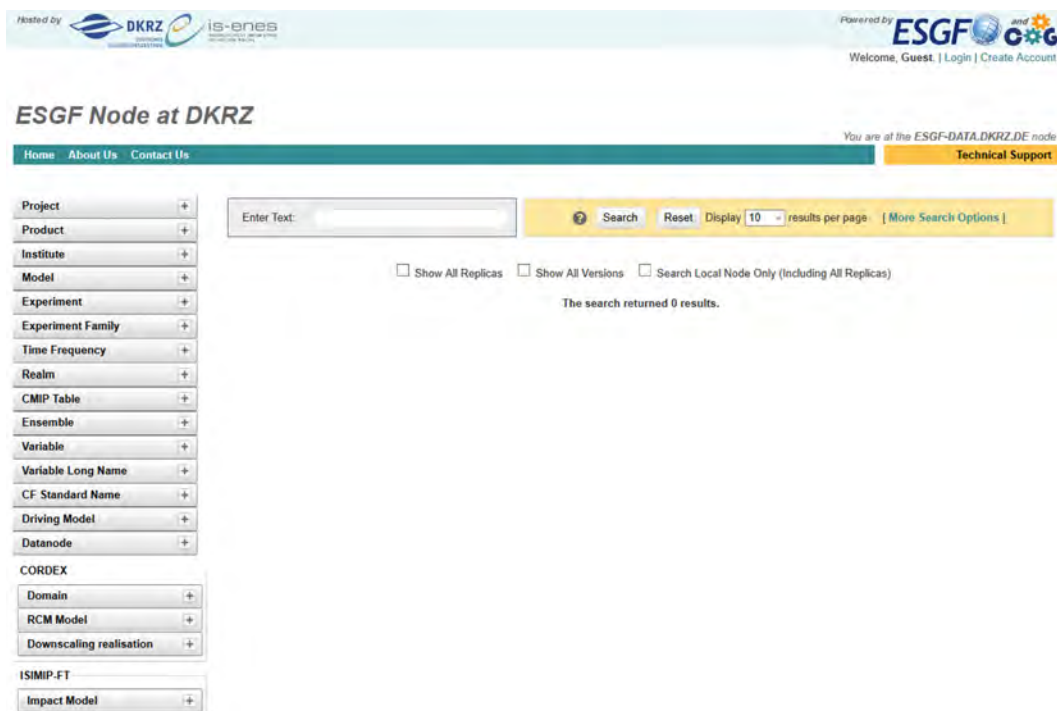 Hosted by DKRZ is-enes
Powered by ESGF and COG
Welcome, Guest. | Login | Create Account
ESGF Node at DKRZ
You are at the ESGF-DATA.DKRZ.DE node
Home About Us Contact Us Technical Support
Project +
Product +
Institute +
Model +
Experiment +
Experiment Family +
Time Frequency +
Realm +
CMIP Table +
Ensemble +
Variable +
Variable Long Name +
CF Standard Name +
Driving Model +
Datanode +
CORDEX
Domain +
RCM Model +
Downscaling realisation +
ISIMIP-FT
Impact Model +
Enter Text: ? Search Reset Display 10 results per page [ More Search Options ]
Show All Replicas Show All Versions Search Local Node Only (Including All Replicas)
The search returned 0 results.